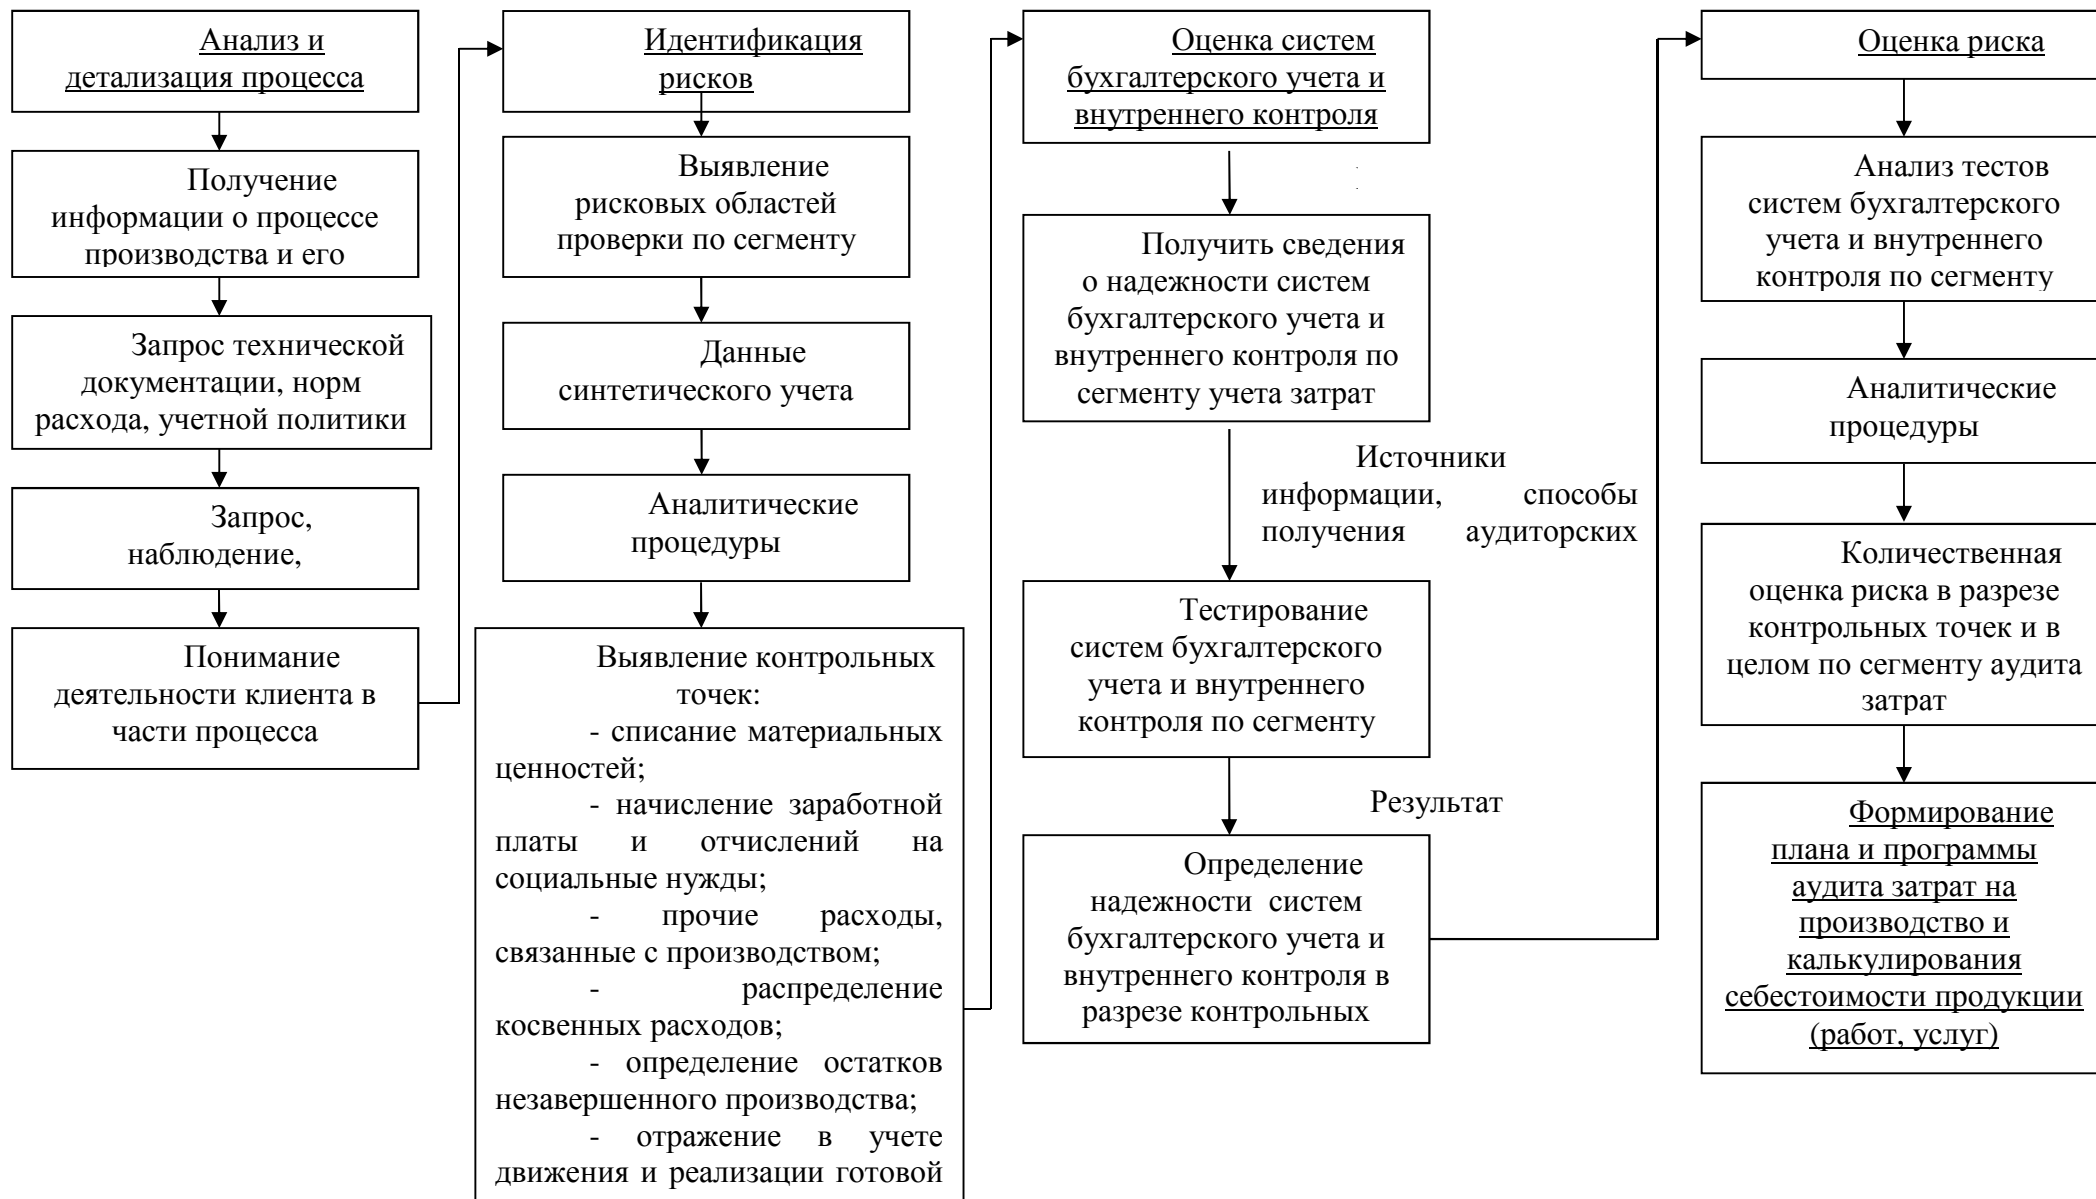 Анализ и
детализация процесса
Получение
информации о процессе
производства и его
Запрос технической
документации, норм
расхода, учетной политики
Запрос,
наблюдение,
Понимание
деятельности клиента в
части процесса
Идентификация
рисков
Выявление
рисковых областей
проверки по сегменту
Данные
синтетического учета
Аналитические
процедуры
Выявление контрольных
точек:
- списание материальных
ценностей;
- начисление заработной
платы и отчислений на
социальные нужды;
- прочие расходы,
связанные с производством;
- распределение
косвенных расходов;
- определение остатков
незавершенного производства;
- отражение в учете
движения и реализации готовой
Оценка систем
бухгалтерского учета и
внутреннего контроля
Получить сведения
о надежности систем
бухгалтерского учета и
внутреннего контроля по
сегменту учета затрат
Источники
информации, способы
получения аудиторских
Тестирование
систем бухгалтерского
учета и внутреннего
контроля по сегменту
Результат
Определение
надежности систем
бухгалтерского учета и
внутреннего контроля в
разрезе контрольных
Оценка риска
Анализ тестов
систем бухгалтерского
учета и внутреннего
контроля по сегменту
Аналитические
процедуры
Количественная
оценка риска в разрезе
контрольных точек и в
целом по сегменту аудита
затрат
Формирование
плана и программы
аудита затрат на
производство и
калькулирования
себестоимости продукции
(работ, услуг)